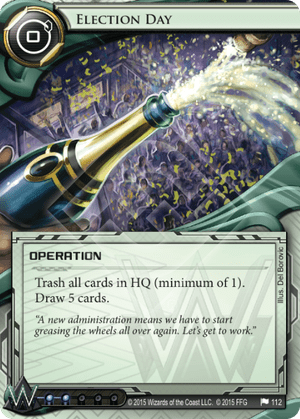 0
ELECTION DAY
OPERATION
Trash all cards in HQ (minimum of 1).
Draw 5 cards.
"A new administration means we have to start
greasing the wheels all over again. Let's get to work."
Illus. Del Borovic
© 2015 Wizards of the Coast LLC. © 2015 FFG
112